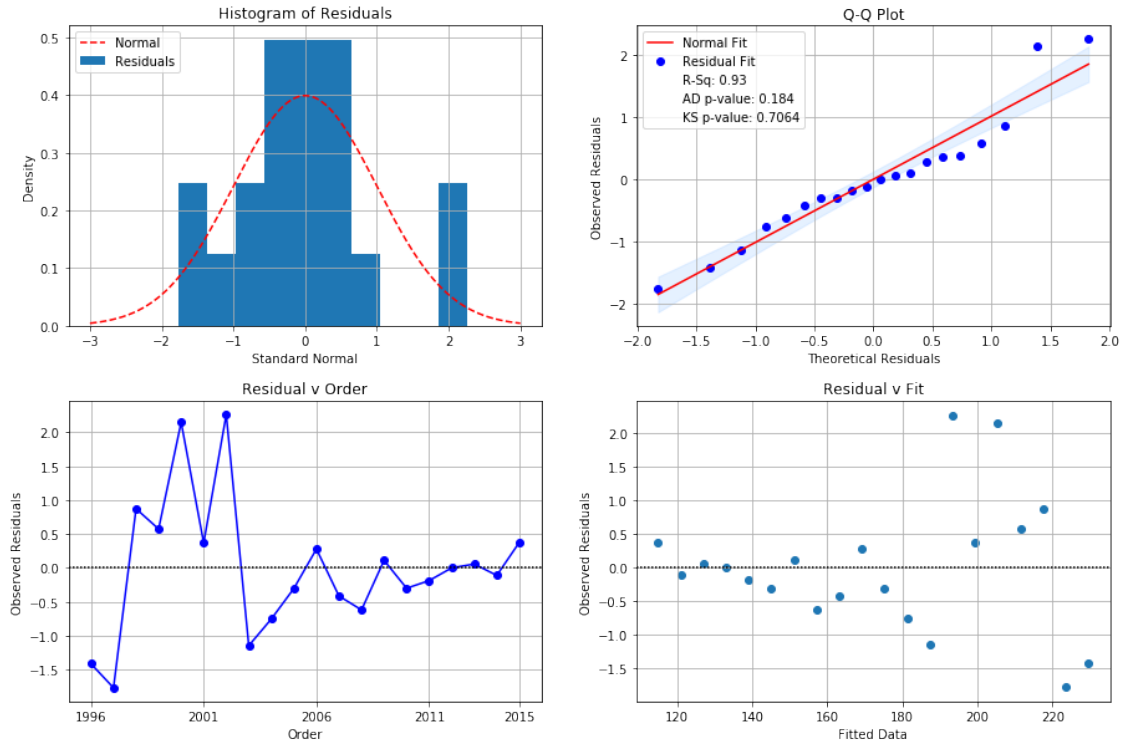 Histogram of Residuals
Normal
Residuals
Density
0.5
0.4
0.3
0.2
0.1
0.0
−3 −2 −1 0 1 2 3
Standard Normal
Q-Q Plot
Normal Fit
Residual Fit
R-Sq: 0.93
AD p-value: 0.184
KS p-value: 0.7064
Observed Residuals
2
1
0
−1
−2
−2.0 −1.5 −1.0 −0.5 0.0 0.5 1.0 1.5 2.0
Theoretical Residuals
Residual v Order
Observed Residuals
2.0
1.5
1.0
0.5
0.0
−0.5
−1.0
−1.5
1996 2001 2006 2011 2015
Order
Residual v Fit
Observed Residuals
2.0
1.5
1.0
0.5
0.0
−0.5
−1.0
−1.5
120 140 160 180 200 220
Fitted Data